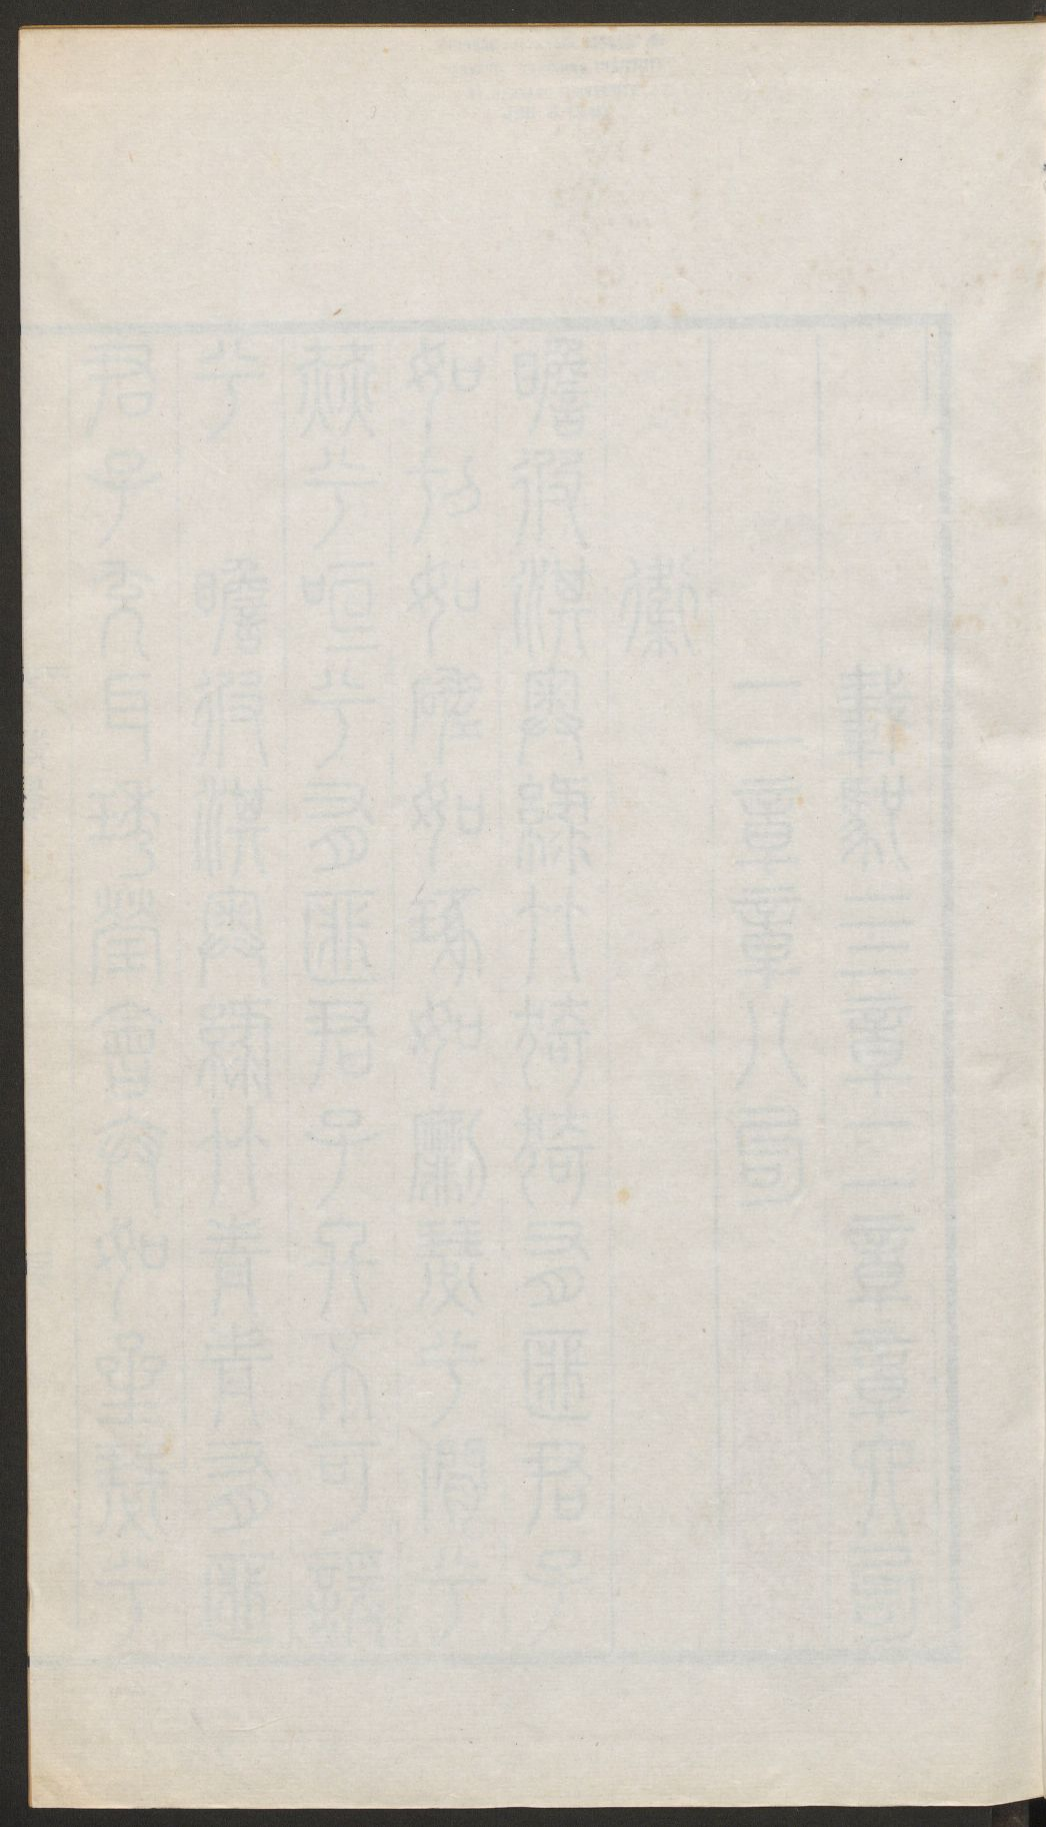 載馳四章二章章六句
二章章八句
衛
瞻彼淇奧綠竹猗猗有匪君子
如切如磋如琢如磨瑟兮僩兮
赫兮咺兮有匪君子終不可諼
兮　瞻彼淇奧綠竹青青有匪
君子充耳琇瑩會弁如星瑟兮